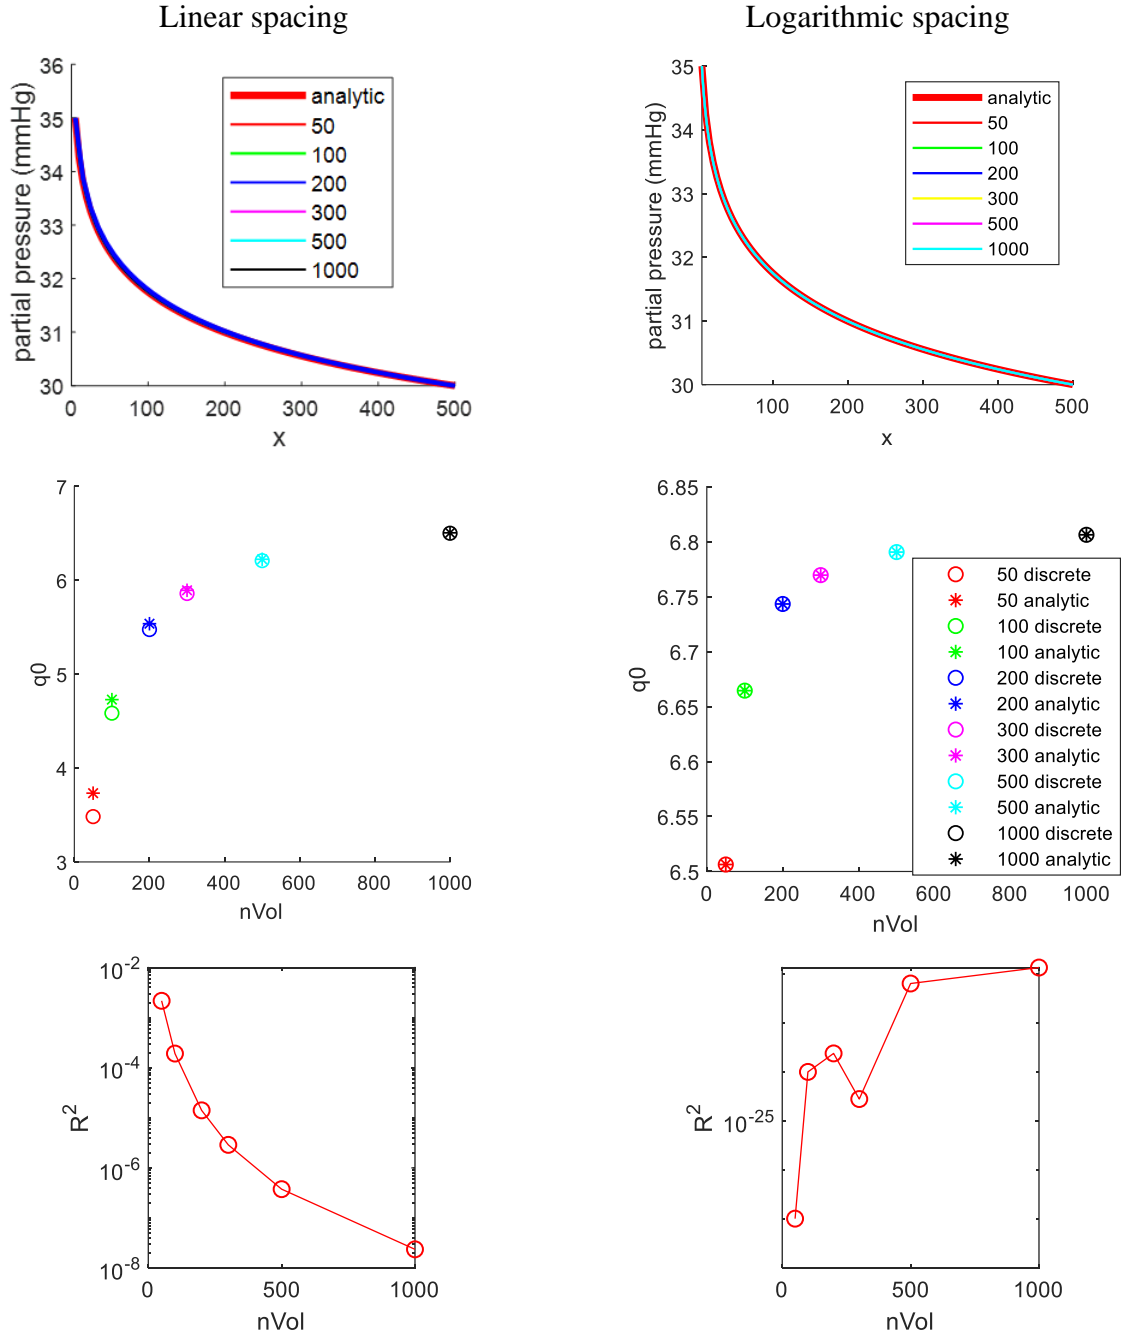 Linear spacing
Logarithmic spacing
36
35
34
33
32
31
30
partial pressure (mmHg)
0 100 200 300 400 500
x
analytic
50
100
200
300
500
1000
35
34
33
32
31
30
partial pressure (mmHg)
100 200 300 400 500
x
analytic
50
100
200
300
500
1000
7
6
5
4
3
q0
0 200 400 600 800 1000
nVol
6.85
6.8
6.75
6.7
6.65
6.6
6.55
6.5
q0
0 200 400 600 800 1000
nVol
50 discrete
50 analytic
100 discrete
100 analytic
200 discrete
200 analytic
300 discrete
300 analytic
500 discrete
500 analytic
1000 discrete
1000 analytic
10^-2
10^-4
10^-6
10^-8
R^2
0 500 1000
nVol
10^-25
R^2
0 500 1000
nVol